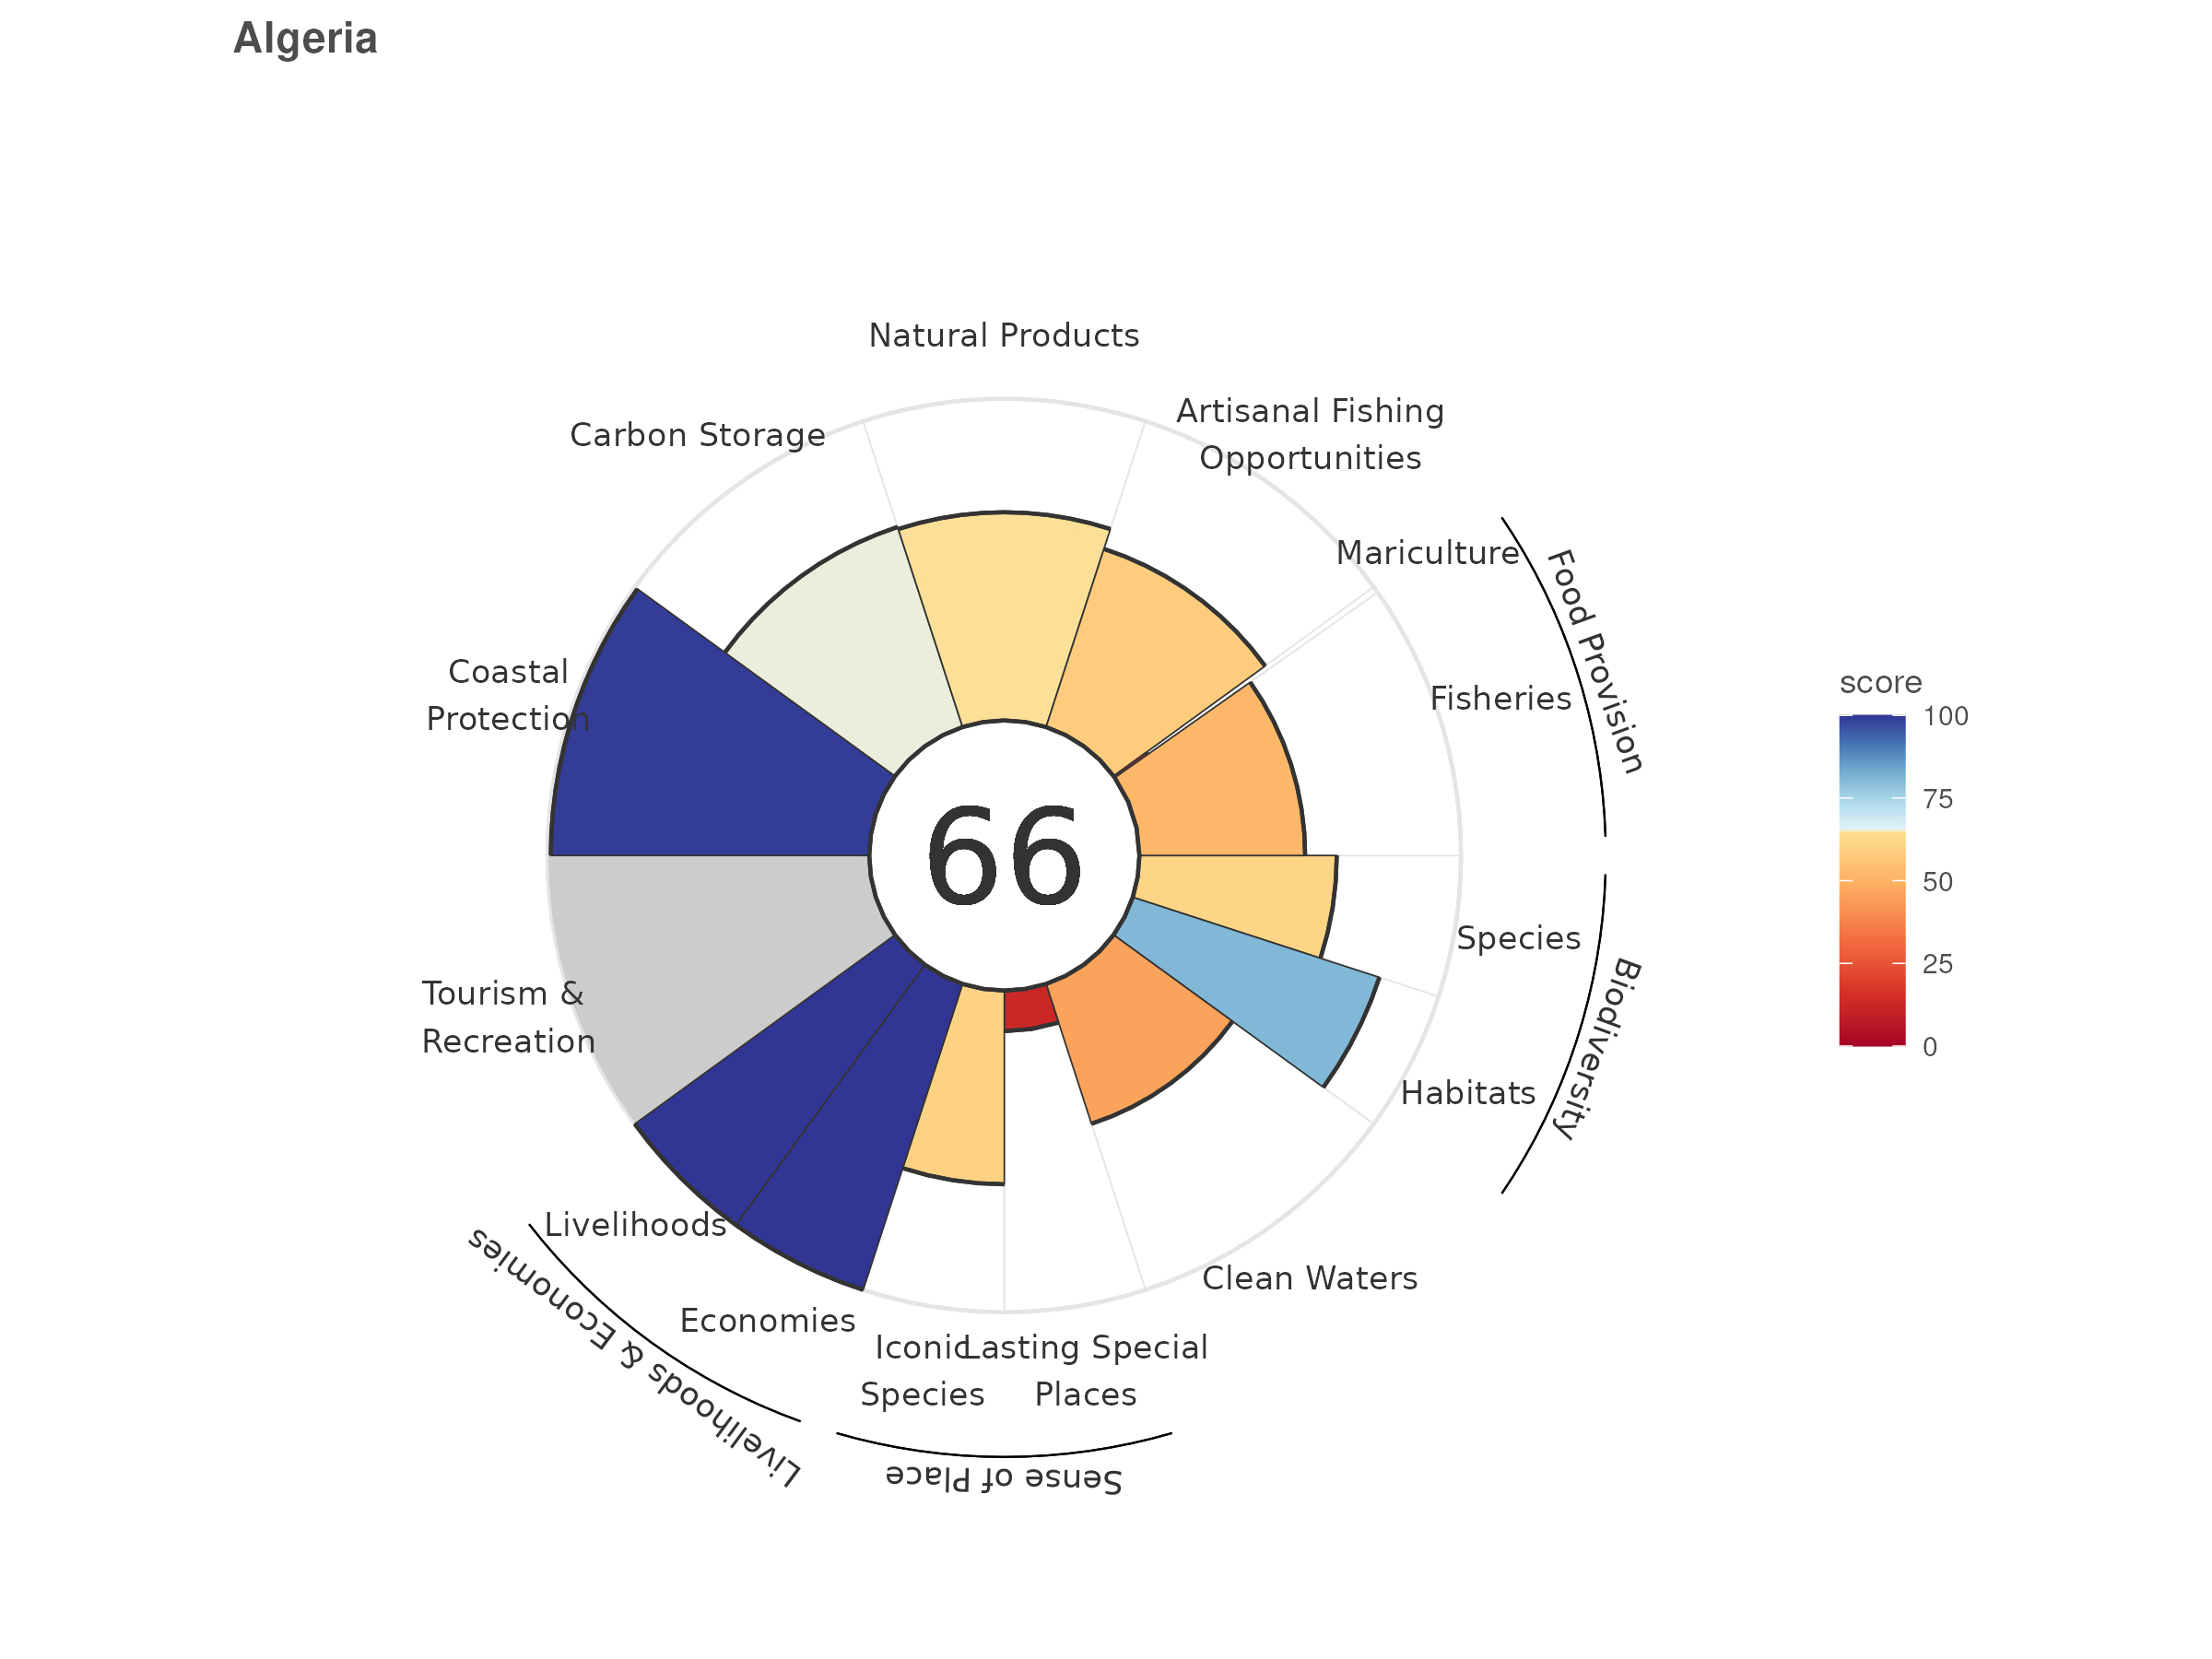 Algeria
Natural Products
Artisanal Fishing
Opportunities
Carbon Storage
Mariculture
Food Provision
Fisheries
Coastal
Protection
score
100
75
50
25
0
66
Species
Biodiversity
Habitats
Tourism &
Recreation
Livelihoods
Economies
Livelihoods & Economies
Clean Waters
Iconic
Species
Lasting Special
Places
Sense of Place